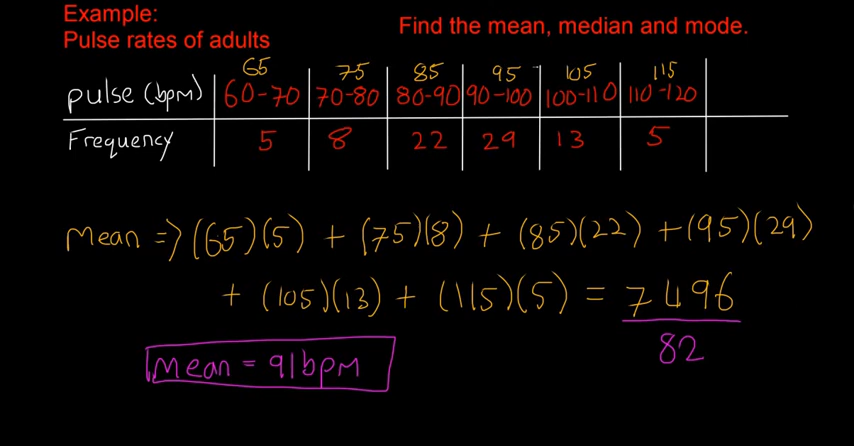 Example:
Pulse rates of adults
Find the mean, median and mode.
65 75 85 95 105 115
pulse (bpm) 60-70 70-80 80-90 90-100 100-110 110-120
Frequency 5 8 22 29 13 5
Mean => (65)(5) + (75)(8) + (85)(22) + (95)(29)
+ (105)(13) + (115)(5) = 7496
82
Mean = 91bpm